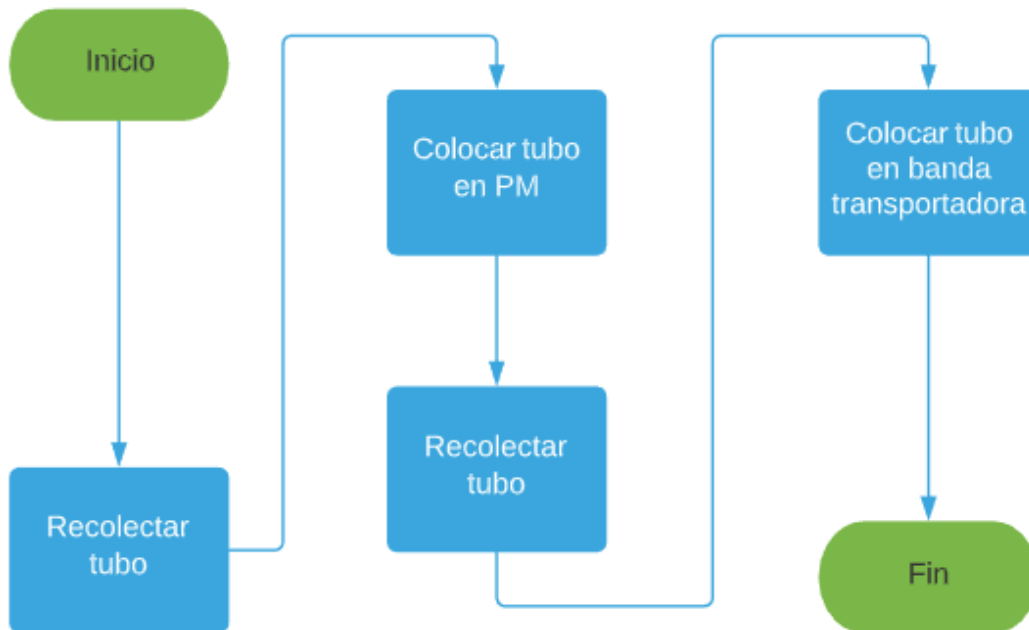 Inicio
Recolectar
tubo
Colocar tubo
en PM
Recolectar
tubo
Colocar tubo
en banda
transportadora
Fin